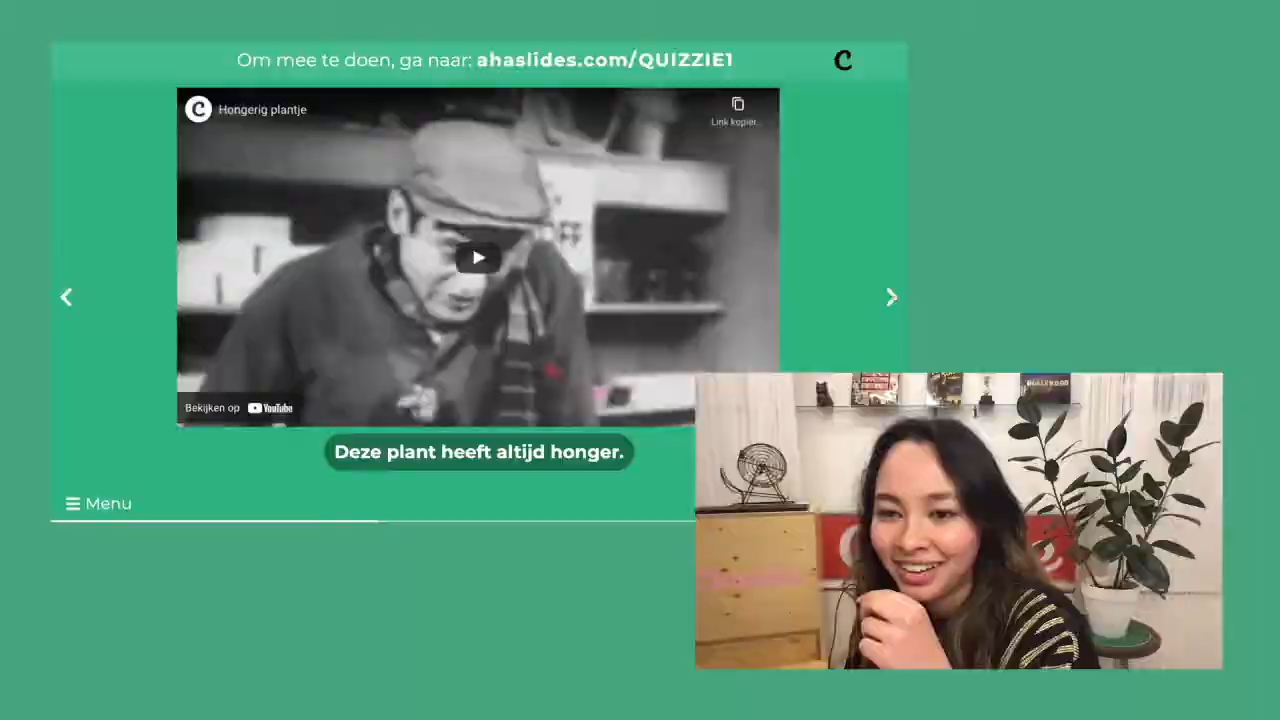 Om mee te doen, ga naar: ahaslides.com/QUIZZIE1
Hongerig plantje
Link kopiër...
Bekijken op YouTube
Deze plant heeft altijd honger.
Menu